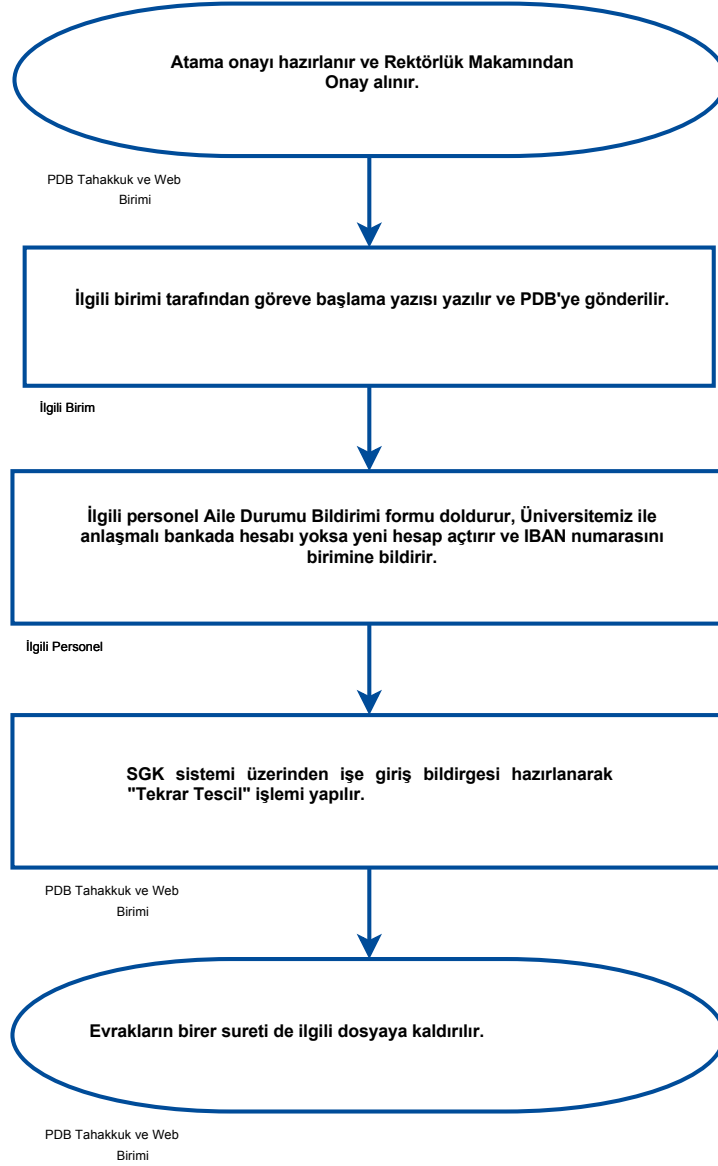 Atama onayı hazırlanır ve Rektörlük Makamından
Onay alınır.
PDB Tahakkuk ve Web
Birimi
İlgili birimi tarafından göreve başlama yazısı yazılır ve PDB'ye gönderilir.
İlgili Birim
İlgili personel Aile Durumu Bildirimi formu doldurur, Üniversitemiz ile
anlaşmalı bankada hesabı yoksa yeni hesap açtırır ve IBAN numarasını
birimine bildirir.
İlgili Personel
SGK sistemi üzerinden işe giriş bildirgesi hazırlanarak
"Tekrar Tescil" işlemi yapılır.
PDB Tahakkuk ve Web
Birimi
Evrakların birer sureti de ilgili dosyaya kaldırılır.
PDB Tahakkuk ve Web
Birimi